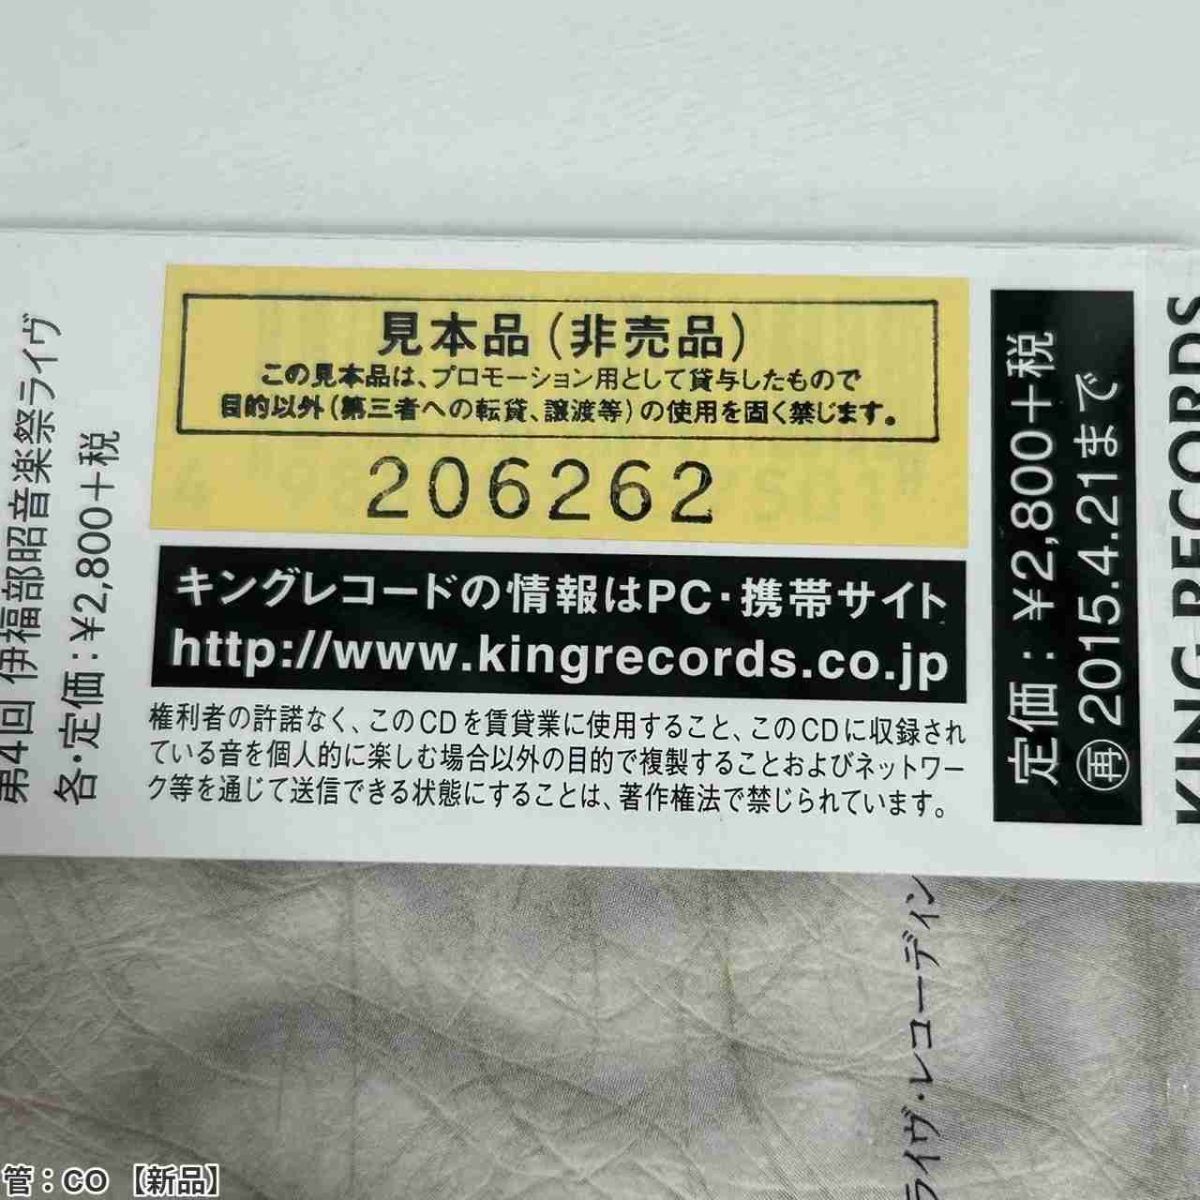 第4回 伊福部昭音楽祭ライヴ
各・定価：¥2,800+税
見本品（非売品）
この見本品は、プロモーション用として貸与したもので
目的以外（第三者への転貸、譲渡等）の使用を固く禁じます。
206262
キングレコードの情報はPC・携帯サイト
http://www.kingrecords.co.jp
権利者の許諾なく、このCDを賃貸業に使用すること、このCDに収録され
ている音を個人的に楽しむ場合以外の目的で複製することおよびネットワー
ク等を通じて送信できる状態にすることは、著作権法で禁じられています。
定価：¥2,800+税
㊢ 2015.4.21まで
KING RECORDS
ライヴ・レコーディン
管：CO 【新品】